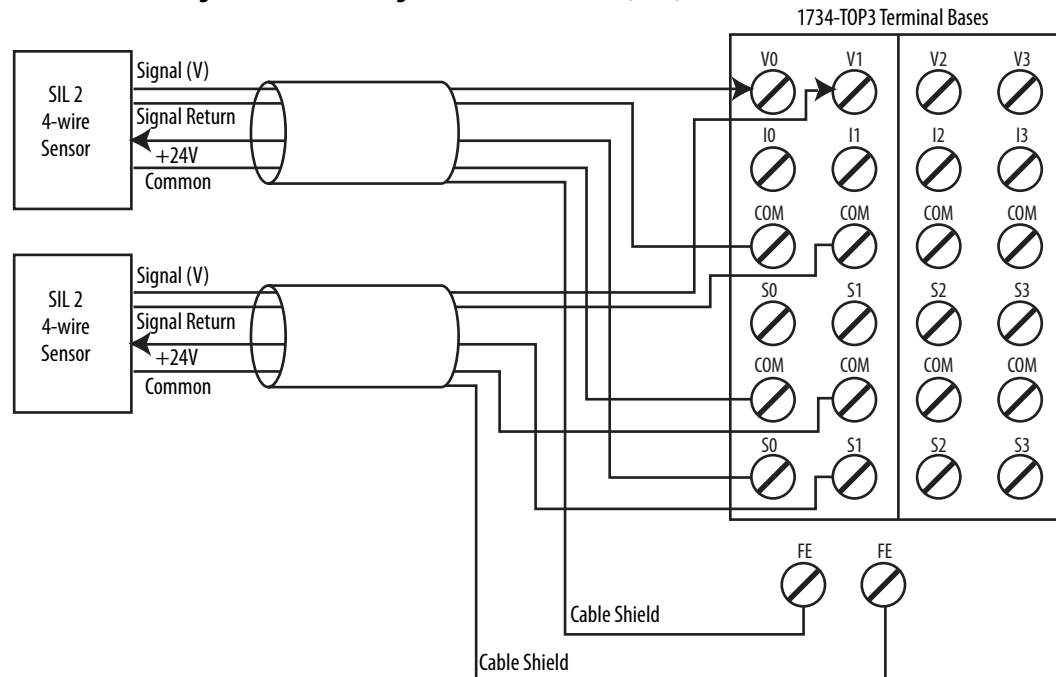 1734-TOP3 Terminal Bases
SIL 2
4-wire
Sensor
Signal (V)
Signal Return
+24V
Common
SIL 2
4-wire
Sensor
Signal (V)
Signal Return
+24V
Common
V0 V1 V2 V3
I0 I1 I2 I3
COM COM COM COM
S0 S1 S2 S3
COM COM COM COM
S0 S1 S2 S3
FE FE
Cable Shield
Cable Shield